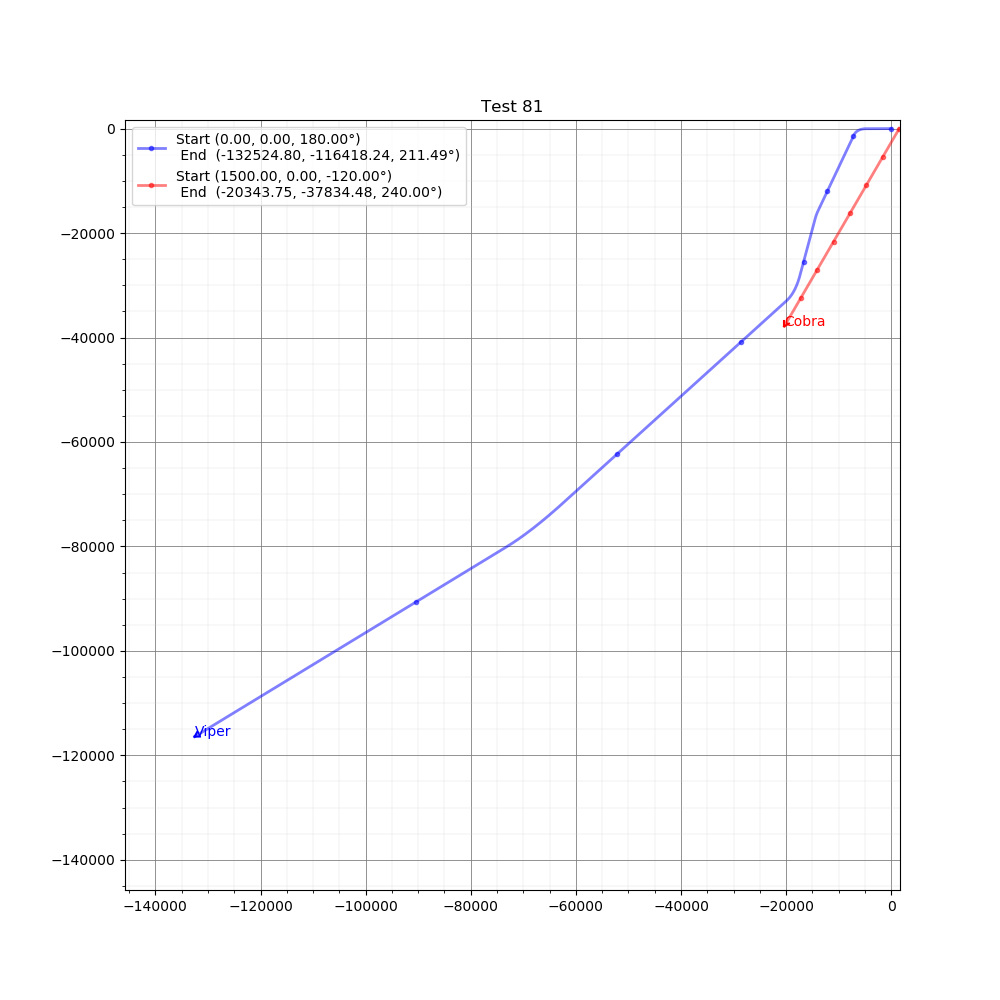 Test 81
Start (0.00, 0.00, 180.00°)
End  (-132524.80, -116418.24, 211.49°)
Start (1500.00, 0.00, -120.00°)
End  (-20343.75, -37834.48, 240.00°)
0
−20000
−40000
−60000
−80000
−100000
−120000
−140000
Cobra
Viper
−140000
−120000
−100000
−80000
−60000
−40000
−20000
0